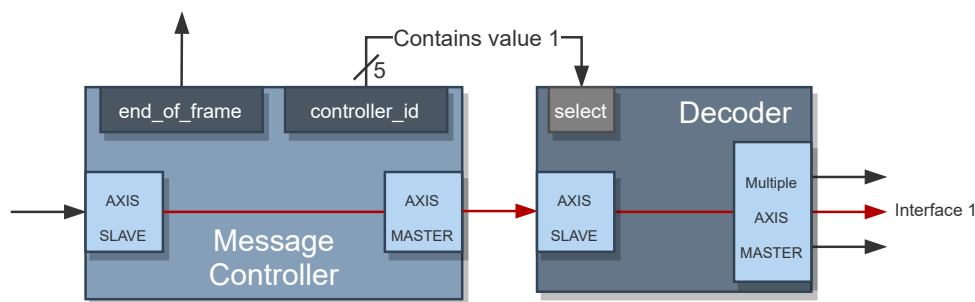 Contains value 1
5
end_of_frame
controller_id
select
Decoder
AXIS
SLAVE
AXIS
MASTER
Message
Controller
AXIS
SLAVE
Multiple
AXIS
MASTER
Interface 1